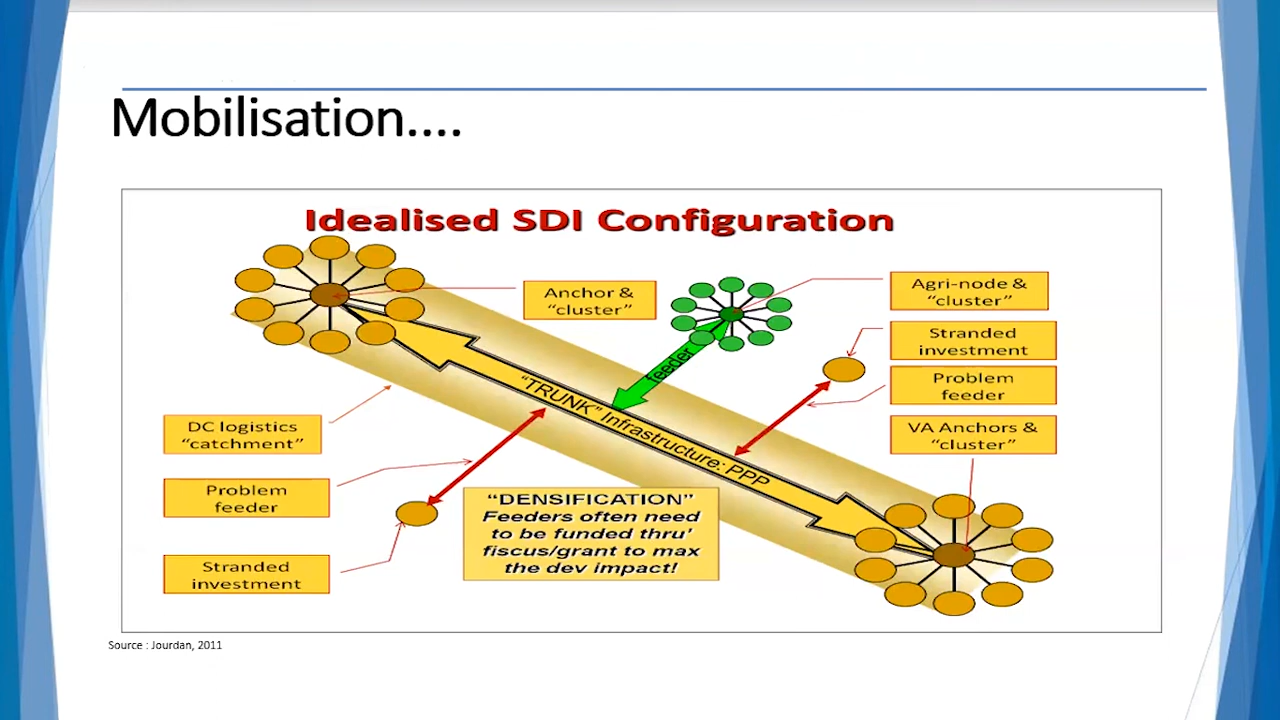 Mobilisation....
Idealised SDI Configuration
Anchor &
“cluster”
Agri-node &
“cluster”
Stranded
investment
Problem
feeder
VA Anchors &
“cluster”
feeder
“TRUNK” Infrastructure: PPP
DC logistics
“catchment”
Problem
feeder
Stranded
investment
“DENSIFICATION”
Feeders often need
to be funded thru’
fiscus/grant to max
the dev impact!
Source : Jourdan, 2011